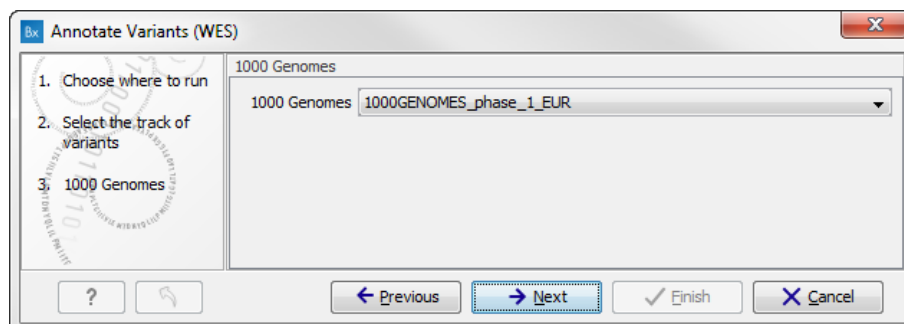 Bx Annotate Variants (WES)
1. Choose where to run
2. Select the track of
variants
3. 1000 Genomes
1000 Genomes
1000 Genomes 1000GENOMES_phase_1_EUR
? Previous Next Finish Cancel